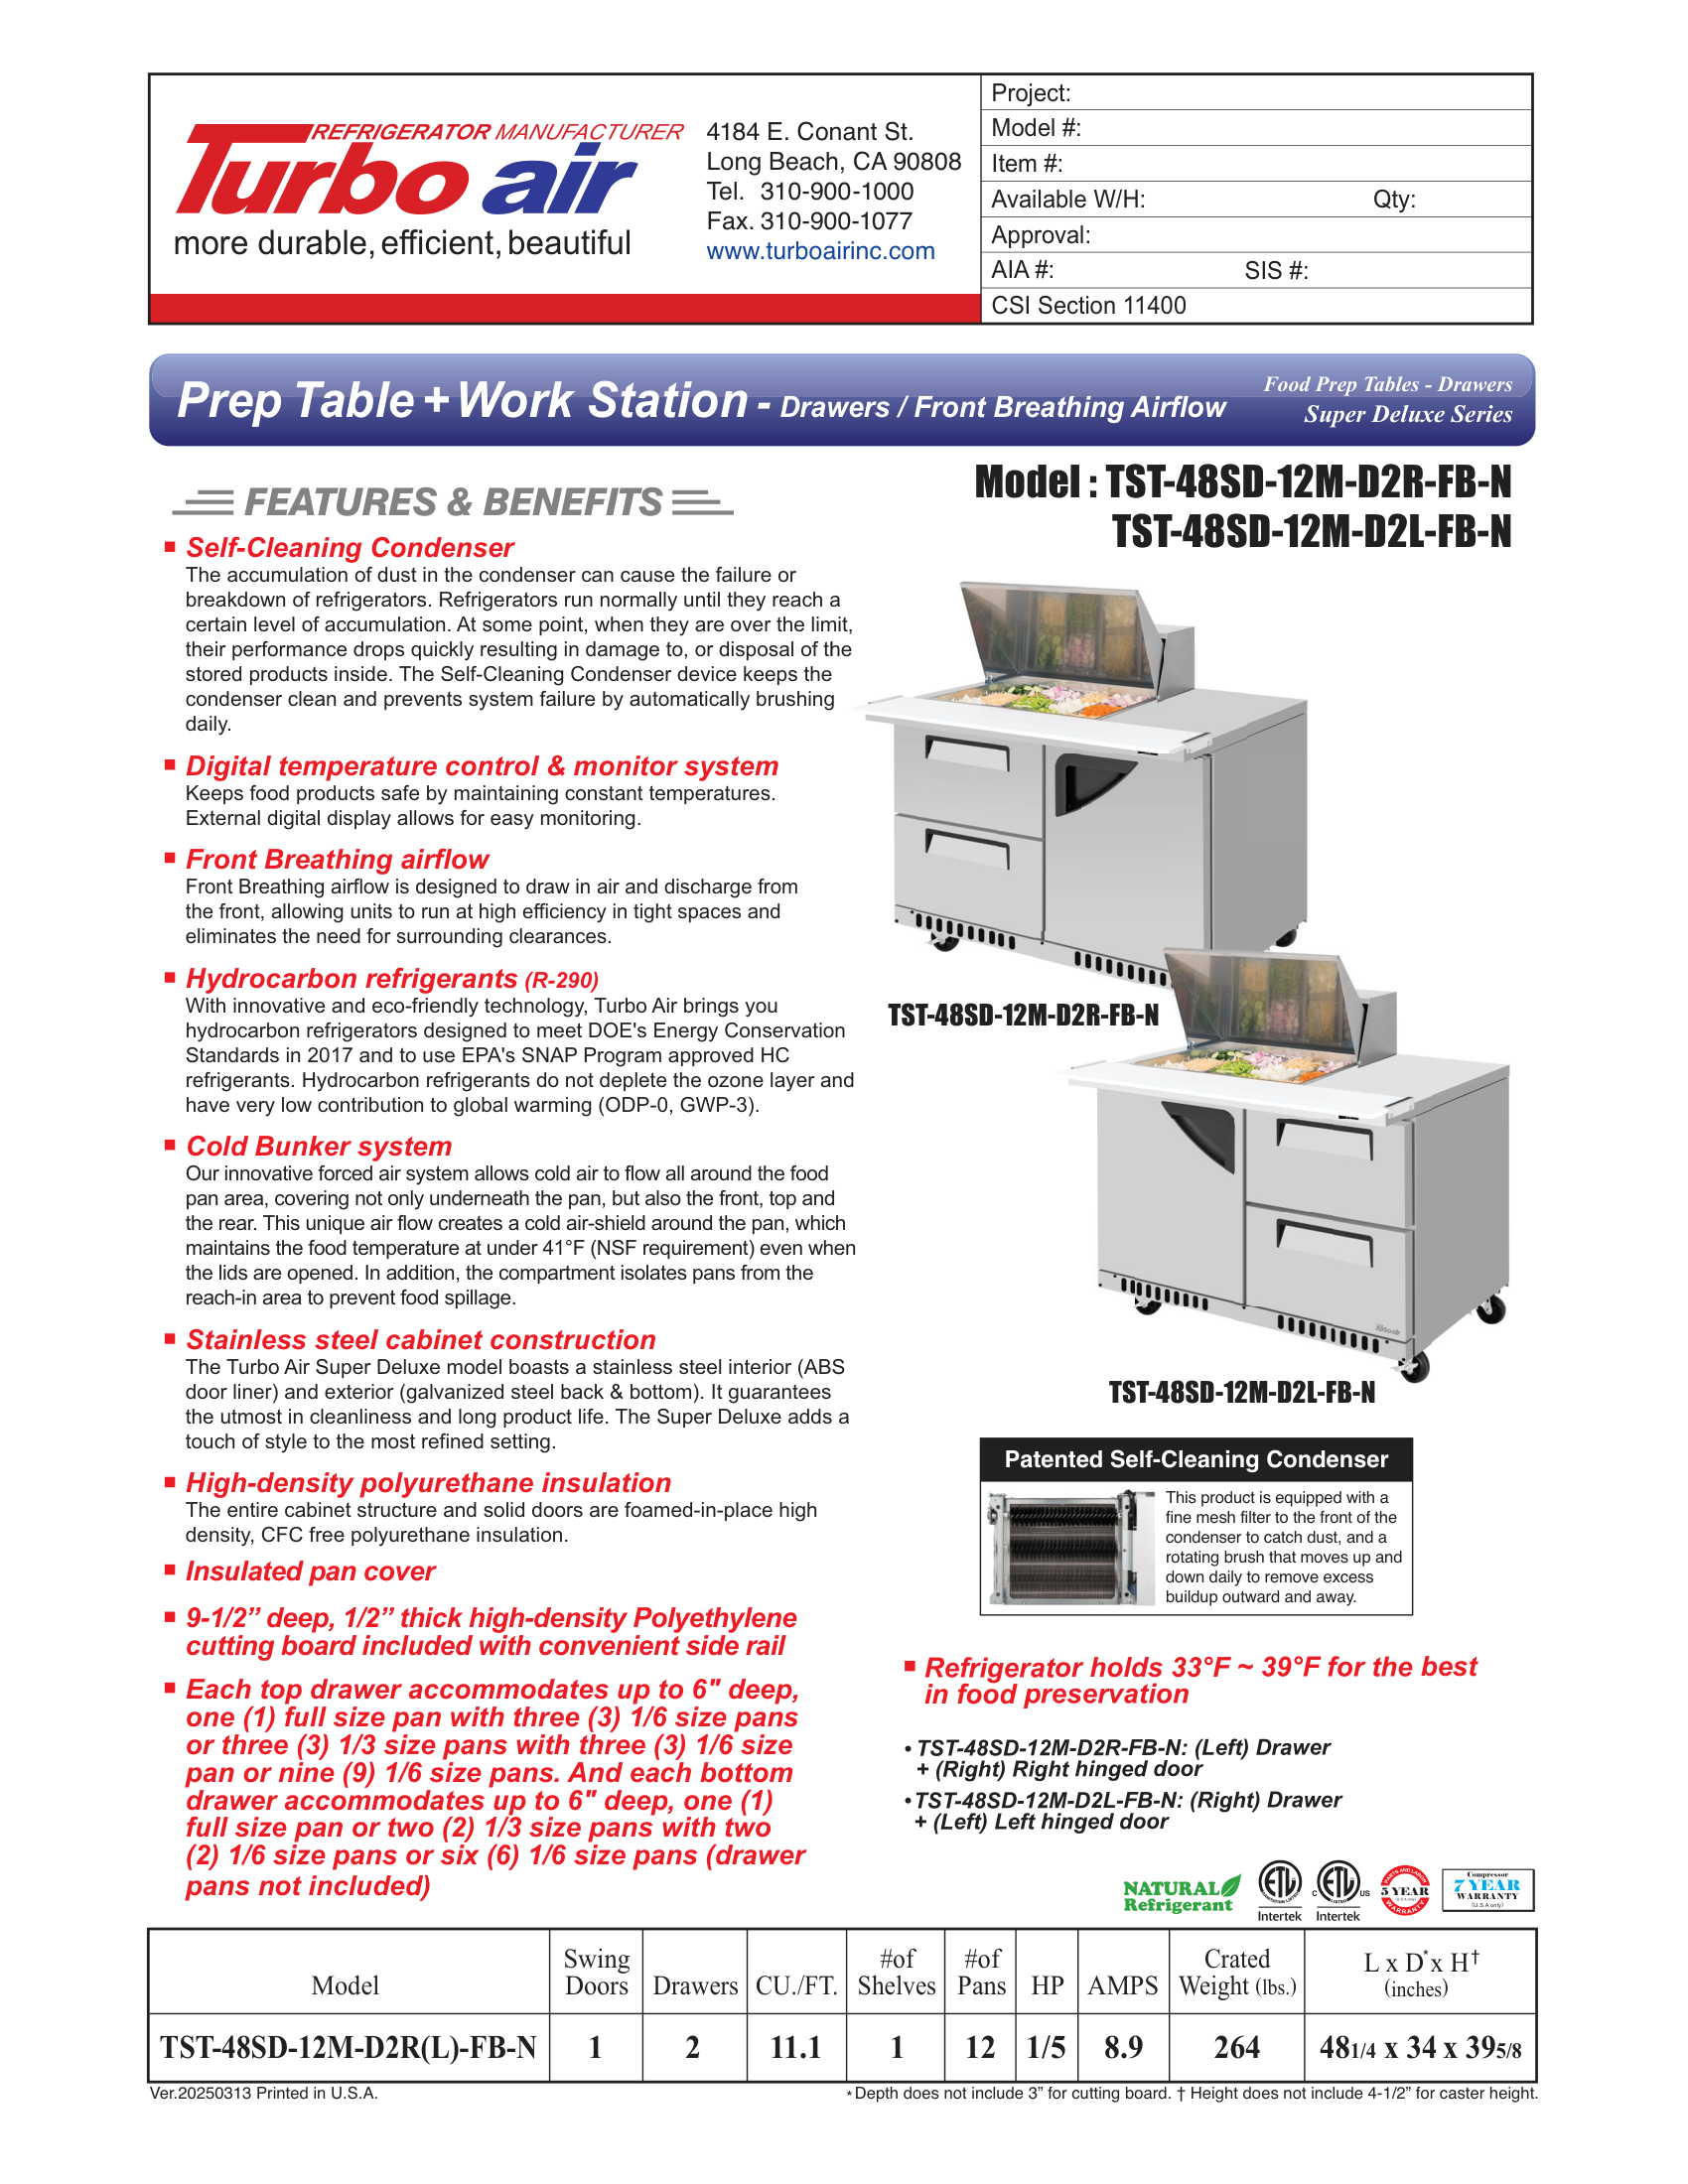 REFRIGERATOR MANUFACTURER
Turbo air
more durable, efficient, beautiful
4184 E. Conant St.
Long Beach, CA 90808
Tel. 310-900-1000
Fax. 310-900-1077
www.turboairinc.com
Project:
Model #:
Item #:
Available W/H: Qty:
Approval:
AIA #: SIS #:
CSI Section 11400
Prep Table + Work Station - Drawers / Front Breathing Airflow
Food Prep Tables - Drawers
Super Deluxe Series
FEATURES & BENEFITS
Model : TST-48SD-12M-D2R-FB-N
TST-48SD-12M-D2L-FB-N
■ Self-Cleaning Condenser
The accumulation of dust in the condenser can cause the failure or
breakdown of refrigerators. Refrigerators run normally until they reach a
certain level of accumulation. At some point, when they are over the limit,
their performance drops quickly resulting in damage to, or disposal of the
stored products inside. The Self-Cleaning Condenser device keeps the
condenser clean and prevents system failure by automatically brushing
daily.
■ Digital temperature control & monitor system
Keeps food products safe by maintaining constant temperatures.
External digital display allows for easy monitoring.
■ Front Breathing airflow
Front Breathing airflow is designed to draw in air and discharge from
the front, allowing units to run at high efficiency in tight spaces and
eliminates the need for surrounding clearances.
■ Hydrocarbon refrigerants (R-290)
With innovative and eco-friendly technology, Turbo Air brings you
hydrocarbon refrigerators designed to meet DOE's Energy Conservation
Standards in 2017 and to use EPA's SNAP Program approved HC
refrigerants. Hydrocarbon refrigerants do not deplete the ozone layer and
have very low contribution to global warming (ODP-0, GWP-3).
■ Cold Bunker system
Our innovative forced air system allows cold air to flow all around the food
pan area, covering not only underneath the pan, but also the front, top and
the rear. This unique air flow creates a cold air-shield around the pan, which
maintains the food temperature at under 41°F (NSF requirement) even when
the lids are opened. In addition, the compartment isolates pans from the
reach-in area to prevent food spillage.
■ Stainless steel cabinet construction
The Turbo Air Super Deluxe model boasts a stainless steel interior (ABS
door liner) and exterior (galvanized steel back & bottom). It guarantees
the utmost in cleanliness and long product life. The Super Deluxe adds a
touch of style to the most refined setting.
■ High-density polyurethane insulation
The entire cabinet structure and solid doors are foamed-in-place high
density, CFC free polyurethane insulation.
■ Insulated pan cover
■ 9-1/2” deep, 1/2” thick high-density Polyethylene
cutting board included with convenient side rail
■ Each top drawer accommodates up to 6" deep,
one (1) full size pan with three (3) 1/6 size pans
or three (3) 1/3 size pans with three (3) 1/6 size
pan or nine (9) 1/6 size pans. And each bottom
drawer accommodates up to 6" deep, one (1)
full size pan or two (2) 1/3 size pans with two
(2) 1/6 size pans or six (6) 1/6 size pans (drawer
pans not included)
TST-48SD-12M-D2R-FB-N
TST-48SD-12M-D2L-FB-N
Patented Self-Cleaning Condenser
This product is equipped with a
fine mesh filter to the front of the
condenser to catch dust, and a
rotating brush that moves up and
down daily to remove excess
buildup outward and away.
■ Refrigerator holds 33°F ~ 39°F for the best
in food preservation
• TST-48SD-12M-D2R-FB-N: (Left) Drawer
+ (Right) Right hinged door
• TST-48SD-12M-D2L-FB-N: (Right) Drawer
+ (Left) Left hinged door
NATURAL
Refrigerant
ETL
Intertek
C ETL US
Intertek
PARTS AND LABOR
5 YEAR
WARRANTY
Compressor
7 YEAR
WARRANTY
(U.S.A only)
Model Swing Doors Drawers CU./FT. #of Shelves #of Pans HP AMPS Crated Weight (lbs.) L x D* x H† (inches)
TST-48SD-12M-D2R(L)-FB-N 1 2 11.1 1 12 1/5 8.9 264 481/4 x 34 x 395/8
Ver.20250313 Printed in U.S.A.
* Depth does not include 3” for cutting board. † Height does not include 4-1/2” for caster height.